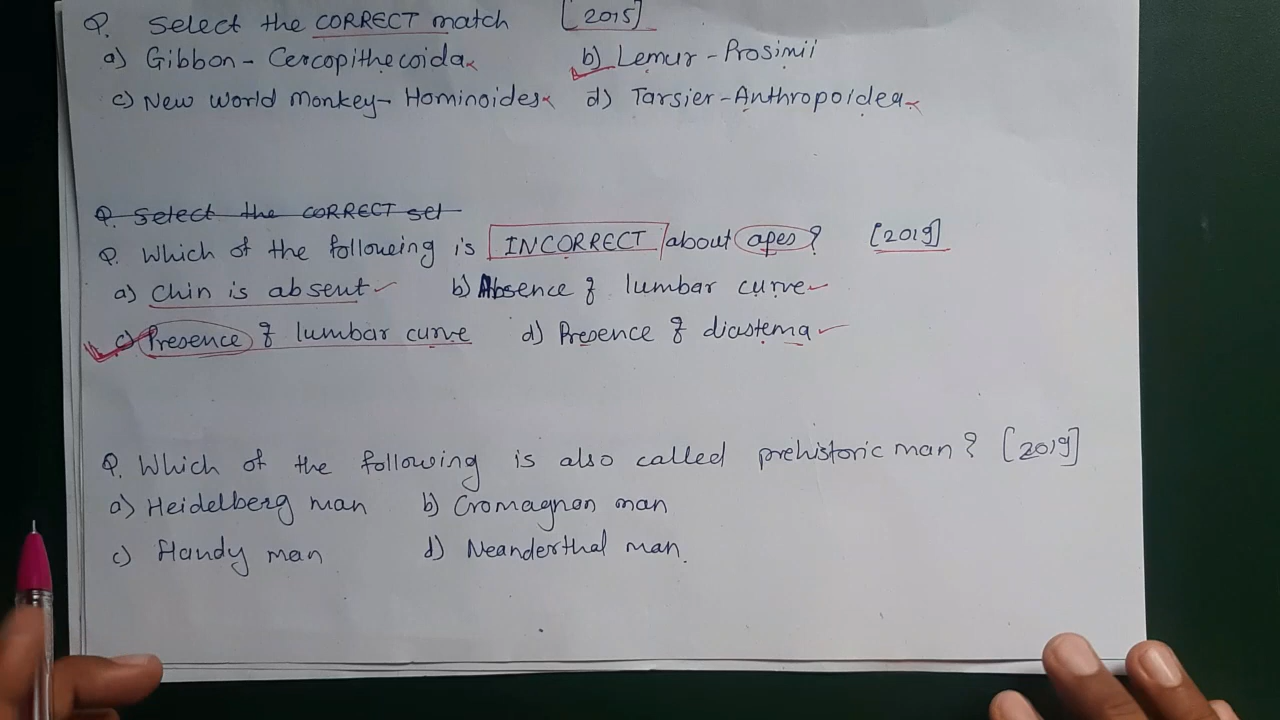 Q. Select the CORRECT match [2015]
a) Gibbon - Cercopithecoida b) Lemur - Prosimii
c) New World Monkey - Hominoides d) Tarsier - Anthropoidea
Q. Select the CORRECT set
Q. Which of the following is INCORRECT about apes? [2019]
a) Chin is absent b) Absence of lumbar curve
c) Presence of lumbar curve d) Presence of diastema
Q. Which of the following is also called prehistoric man? [2019]
a) Heidelberg man b) Cromagnon man
c) Handy man d) Neanderthal man.